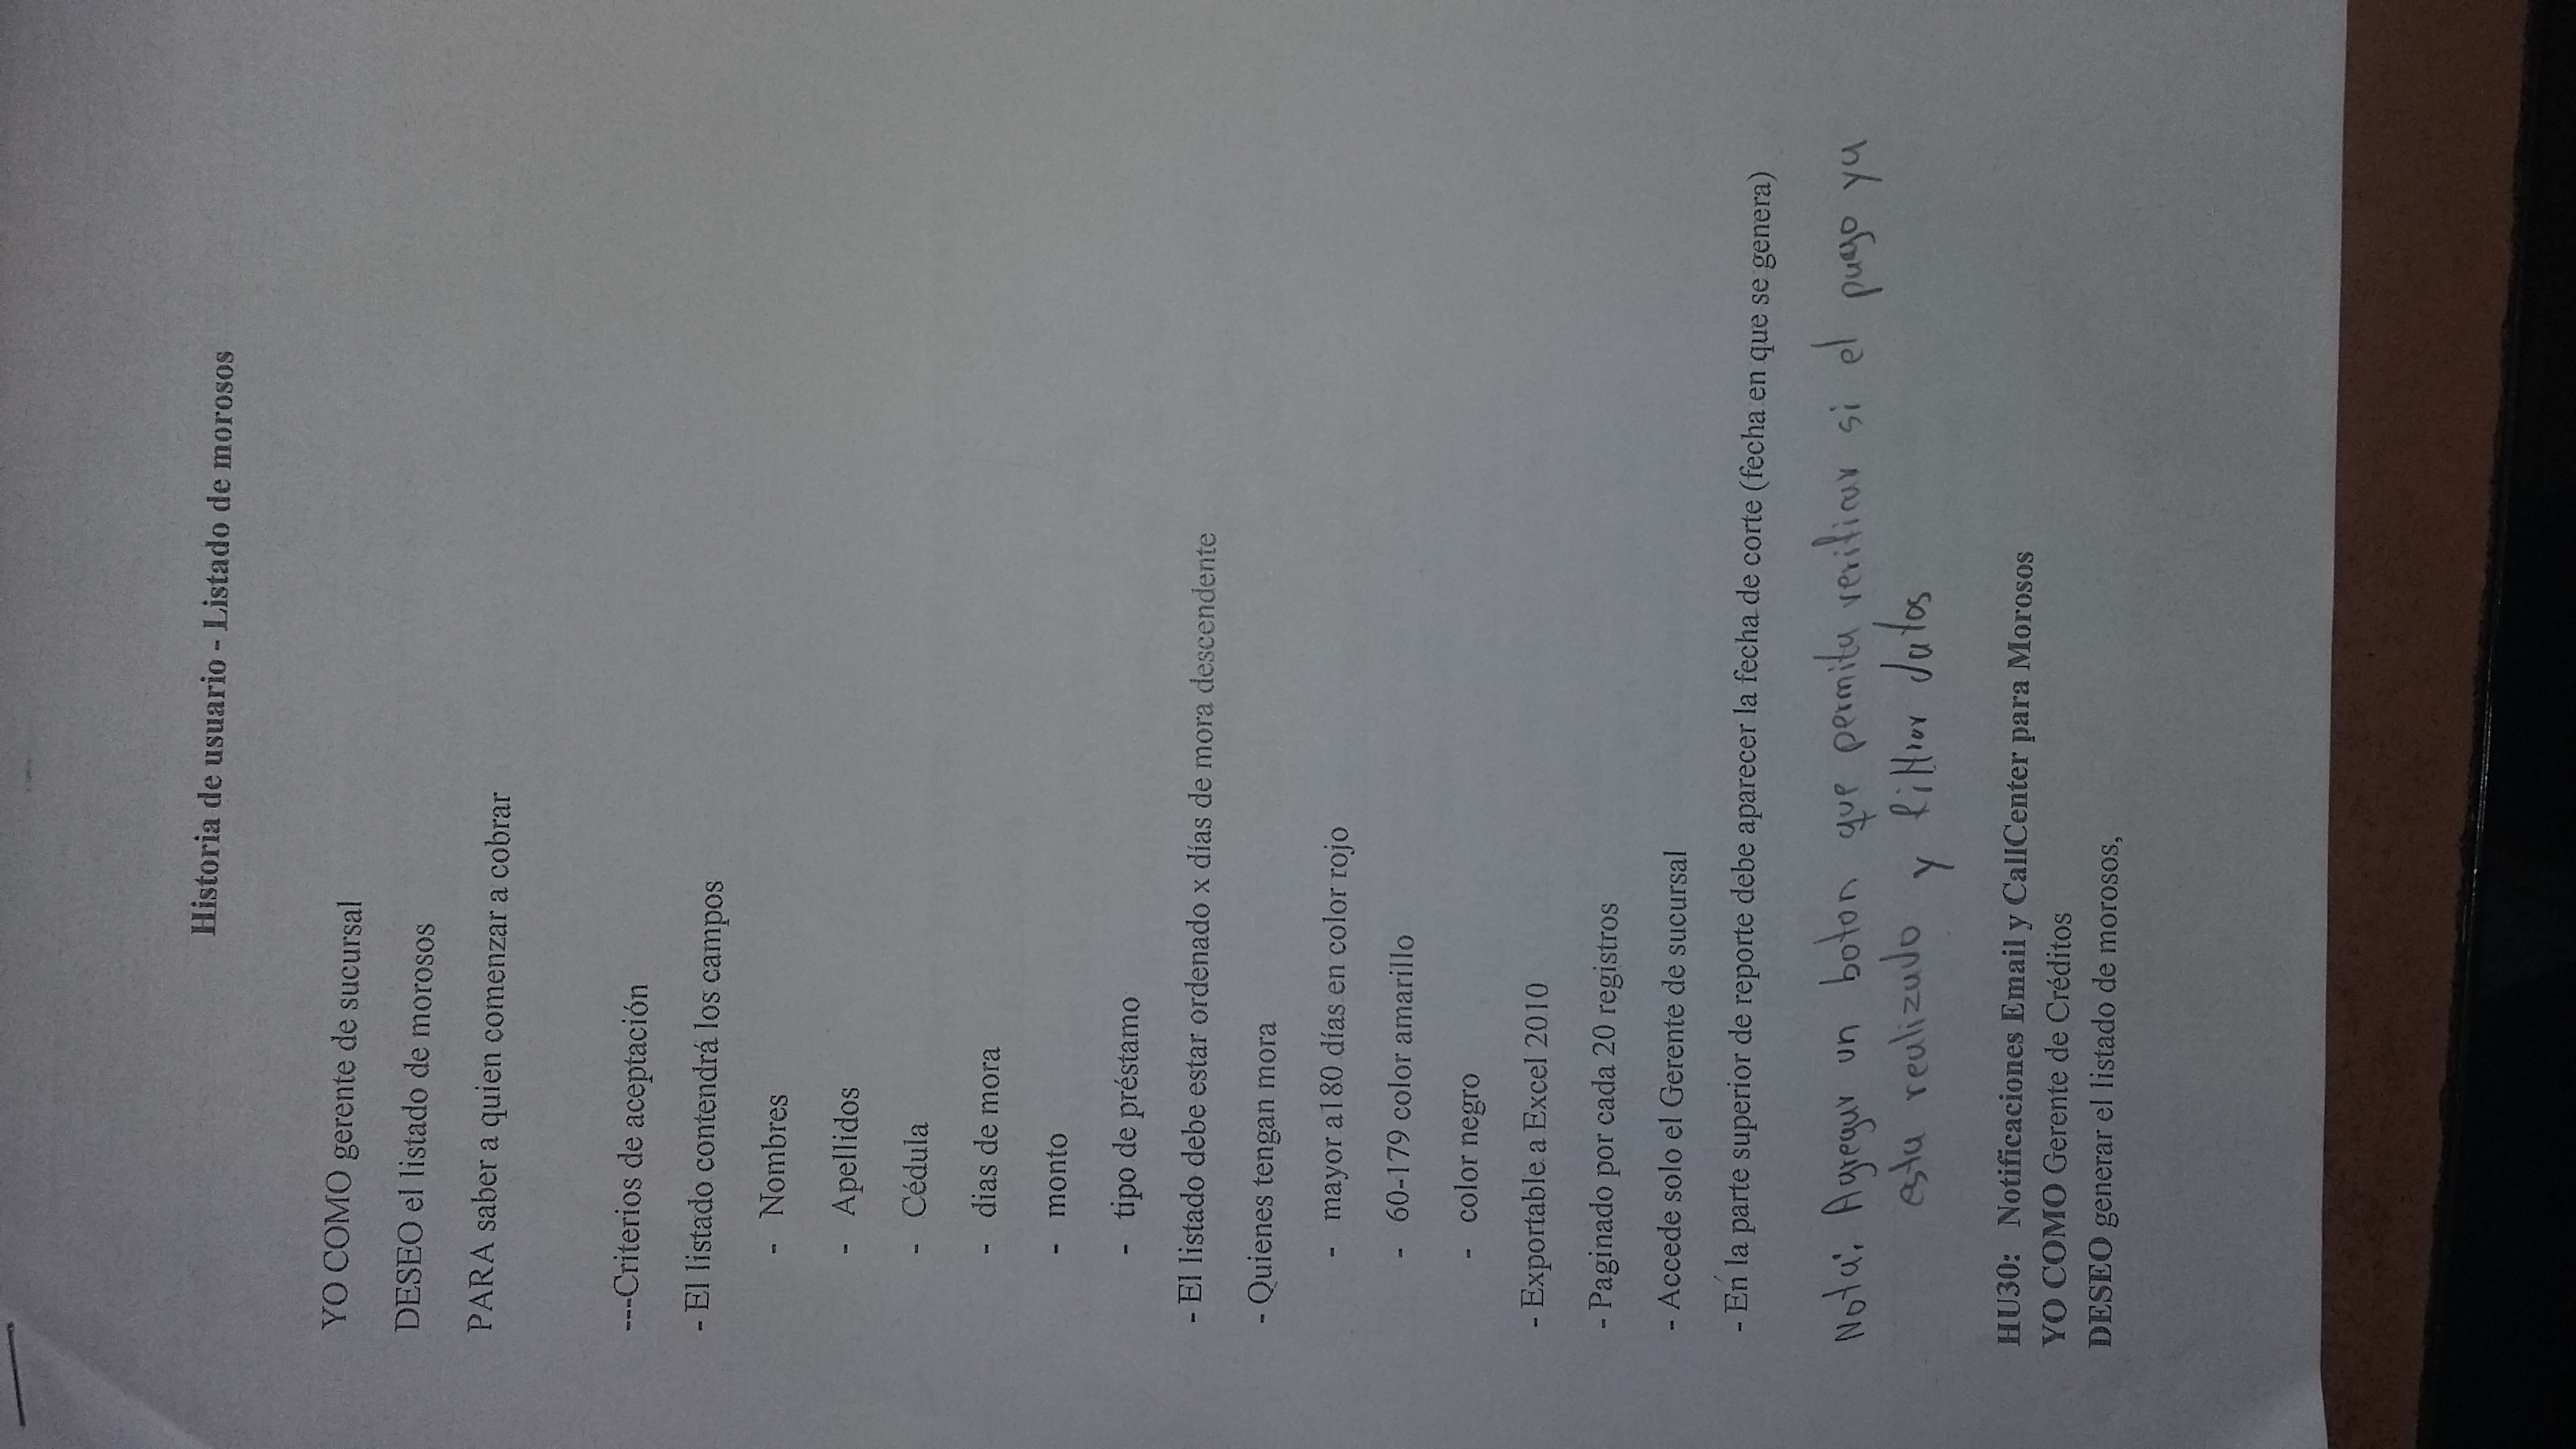 Historia de usuario - Listado de morosos
YO COMO gerente de sucursal
DESEO el listado de morosos
PARA saber a quien comenzar a cobrar
---Criterios de aceptación
- El listado contendrá los campos
- Nombres
- Apellidos
- Cédula
- dias de mora
- monto
- tipo de préstamo
- El listado debe estar ordenado x días de mora descendente
- Quienes tengan mora
- mayor a180 días en color rojo
- 60-179 color amarillo
- color negro
- Exportable a Excel 2010
- Paginado por cada 20 registros
- Accede solo el Gerente de sucursal
- En la parte superior de reporte debe aparecer la fecha de corte (fecha en que se genera)
Nota: Agregar un boton que permita verificar si el pago ya
esta realizado y filtrar datos
HU30: Notificaciones Email y CallCenter para Morosos
YO COMO Gerente de Créditos
DESEO generar el listado de morosos,